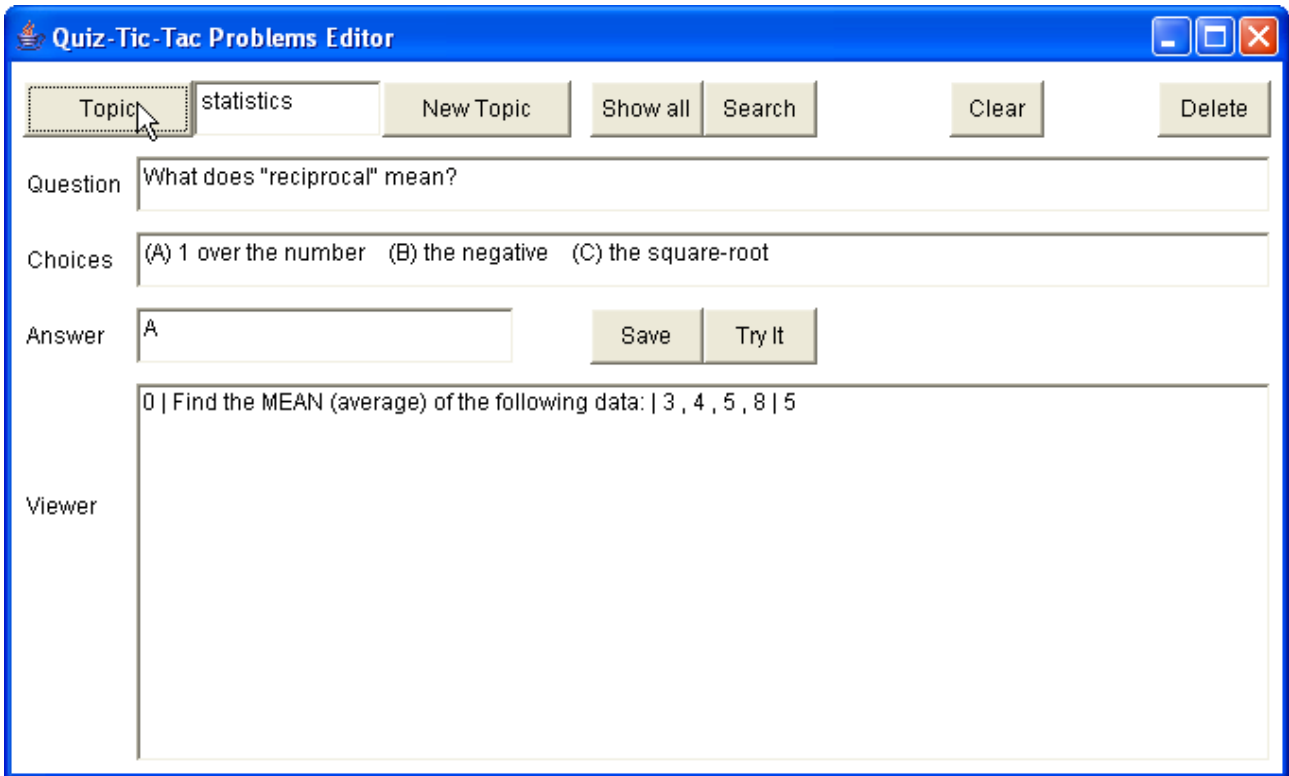 Quiz-Tic-Tac Problems Editor
Topic statistics New Topic Show all Search Clear Delete
Question What does "reciprocal" mean?
Choices (A) 1 over the number (B) the negative (C) the square-root
Answer A Save Try It
0 | Find the MEAN (average) of the following data: | 3 , 4 , 5 , 8 | 5
Viewer